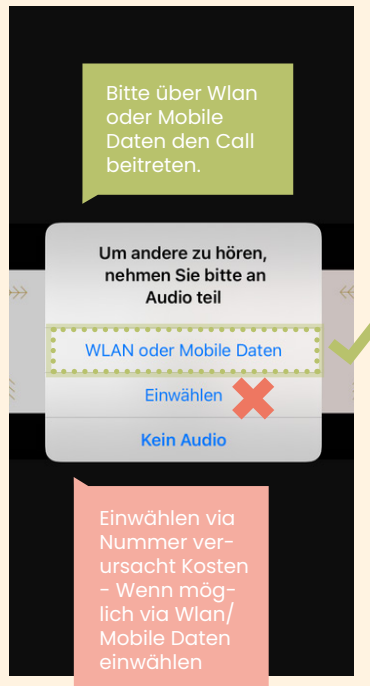 Bitte über Wlan
oder Mobile
Daten den Call
beitreten.
Um andere zu hören,
nehmen Sie bitte an
Audio teil
WLAN oder Mobile Daten
Einwählen
Kein Audio
Einwählen via
Nummer ver-
ursacht Kosten
- Wenn mög-
lich via Wlan/
Mobile Daten
einwählen